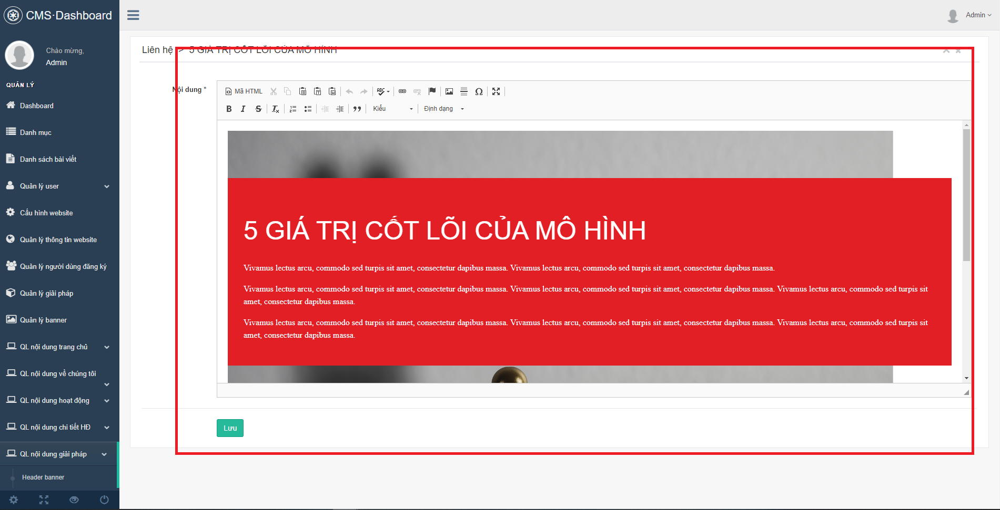 CMS·Dashboard
Admin
Chào mừng,
Admin
QUẢN LÝ
Dashboard
Danh mục
Danh sách bài viết
Quản lý user
Cấu hình website
Quản lý thông tin website
Quản lý người dùng đăng ký
Quản lý giải pháp
Quản lý banner
QL nội dung trang chủ
QL nội dung về chúng tôi
QL nội dung hoạt động
QL nội dung chi tiết HĐ
QL nội dung giải pháp
Header banner
Liên hệ > 5 GIÁ TRỊ CỐT LÕI CỦA MÔ HÌNH
Nội dung *
Mã HTML
Kiểu
Định dạng
5 GIÁ TRỊ CỐT LÕI CỦA MÔ HÌNH
Vivamus lectus arcu, commodo sed turpis sit amet, consectetur dapibus massa. Vivamus lectus arcu, commodo sed turpis sit amet, consectetur dapibus massa.
Vivamus lectus arcu, commodo sed turpis sit amet, consectetur dapibus massa. Vivamus lectus arcu, commodo sed turpis sit amet, consectetur dapibus massa. Vivamus lectus arcu, commodo sed turpis sit
amet, consectetur dapibus massa.
Vivamus lectus arcu, commodo sed turpis sit amet, consectetur dapibus massa. Vivamus lectus arcu, commodo sed turpis sit amet, consectetur dapibus massa. Vivamus lectus arcu, commodo sed turpis sit
amet, consectetur dapibus massa.
Lưu